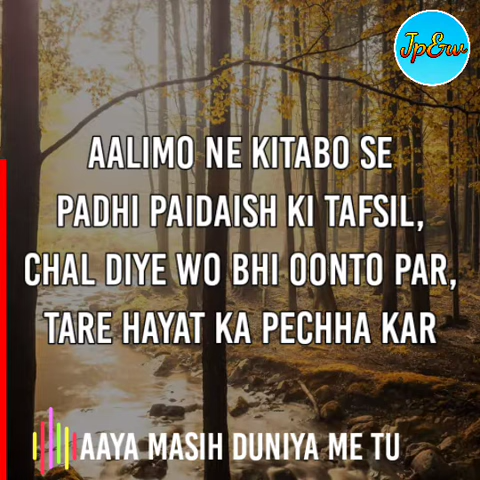 Jp&w
AALIMO NE KITABO SE
PADHI PAIDAISH KI TAFSIL,
CHAL DIYE WO BHI OONTO PAR,
TARE HAYAT KA PECHHA KAR
AAYA MASIH DUNIYA ME TU